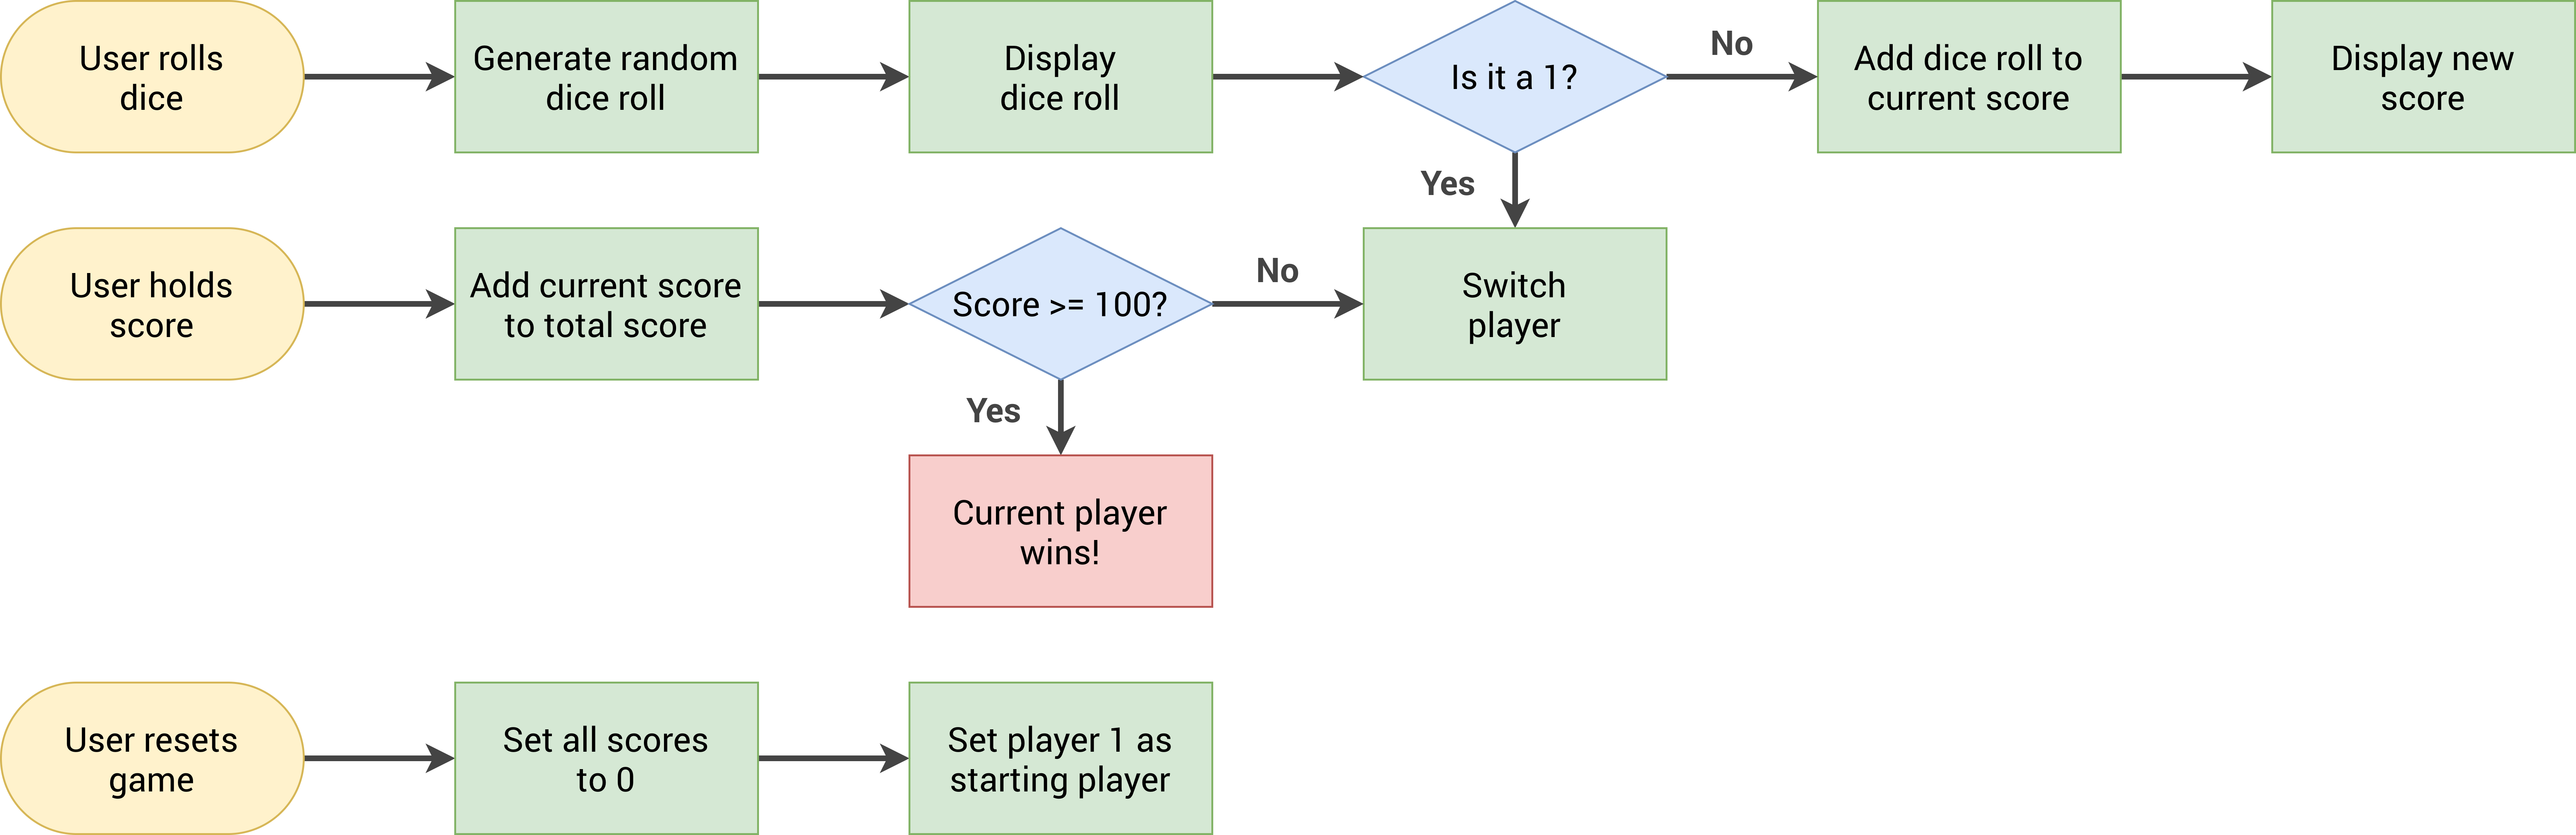 User rolls
dice
Generate random
dice roll
Display
dice roll
Is it a 1?
No
Add dice roll to
current score
Display new
score
Yes
User holds
score
Add current score
to total score
Score >= 100?
No
Switch
player
Yes
Current player
wins!
User resets
game
Set all scores
to 0
Set player 1 as
starting player